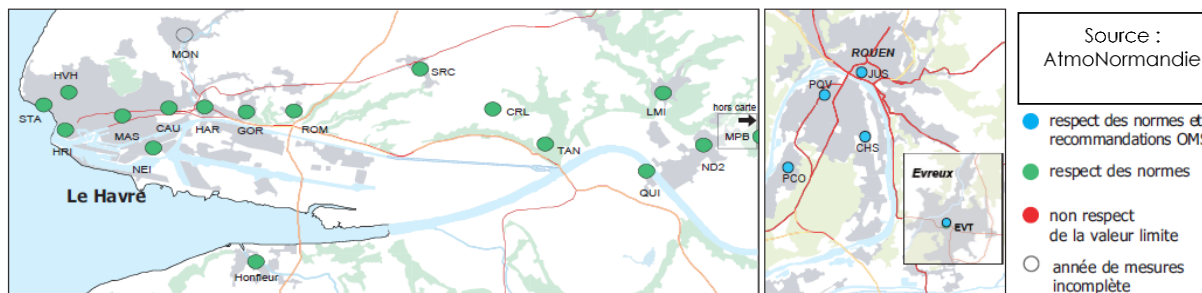 MON
SRC
HVH
STA
CRL
LMI
hors carte
MPB
MAS
CAU
HAR
GOR
ROM
HRI
NEI
TAN
ND2
QUI
Le Havre
Honfleur
ROUEN
JUS
PQV
CHS
PCO
Evreux
EVT
Source :
AtmoNormandie
respect des normes et
recommandations OMS
respect des normes
non respect
de la valeur limite
année de mesures
incomplète